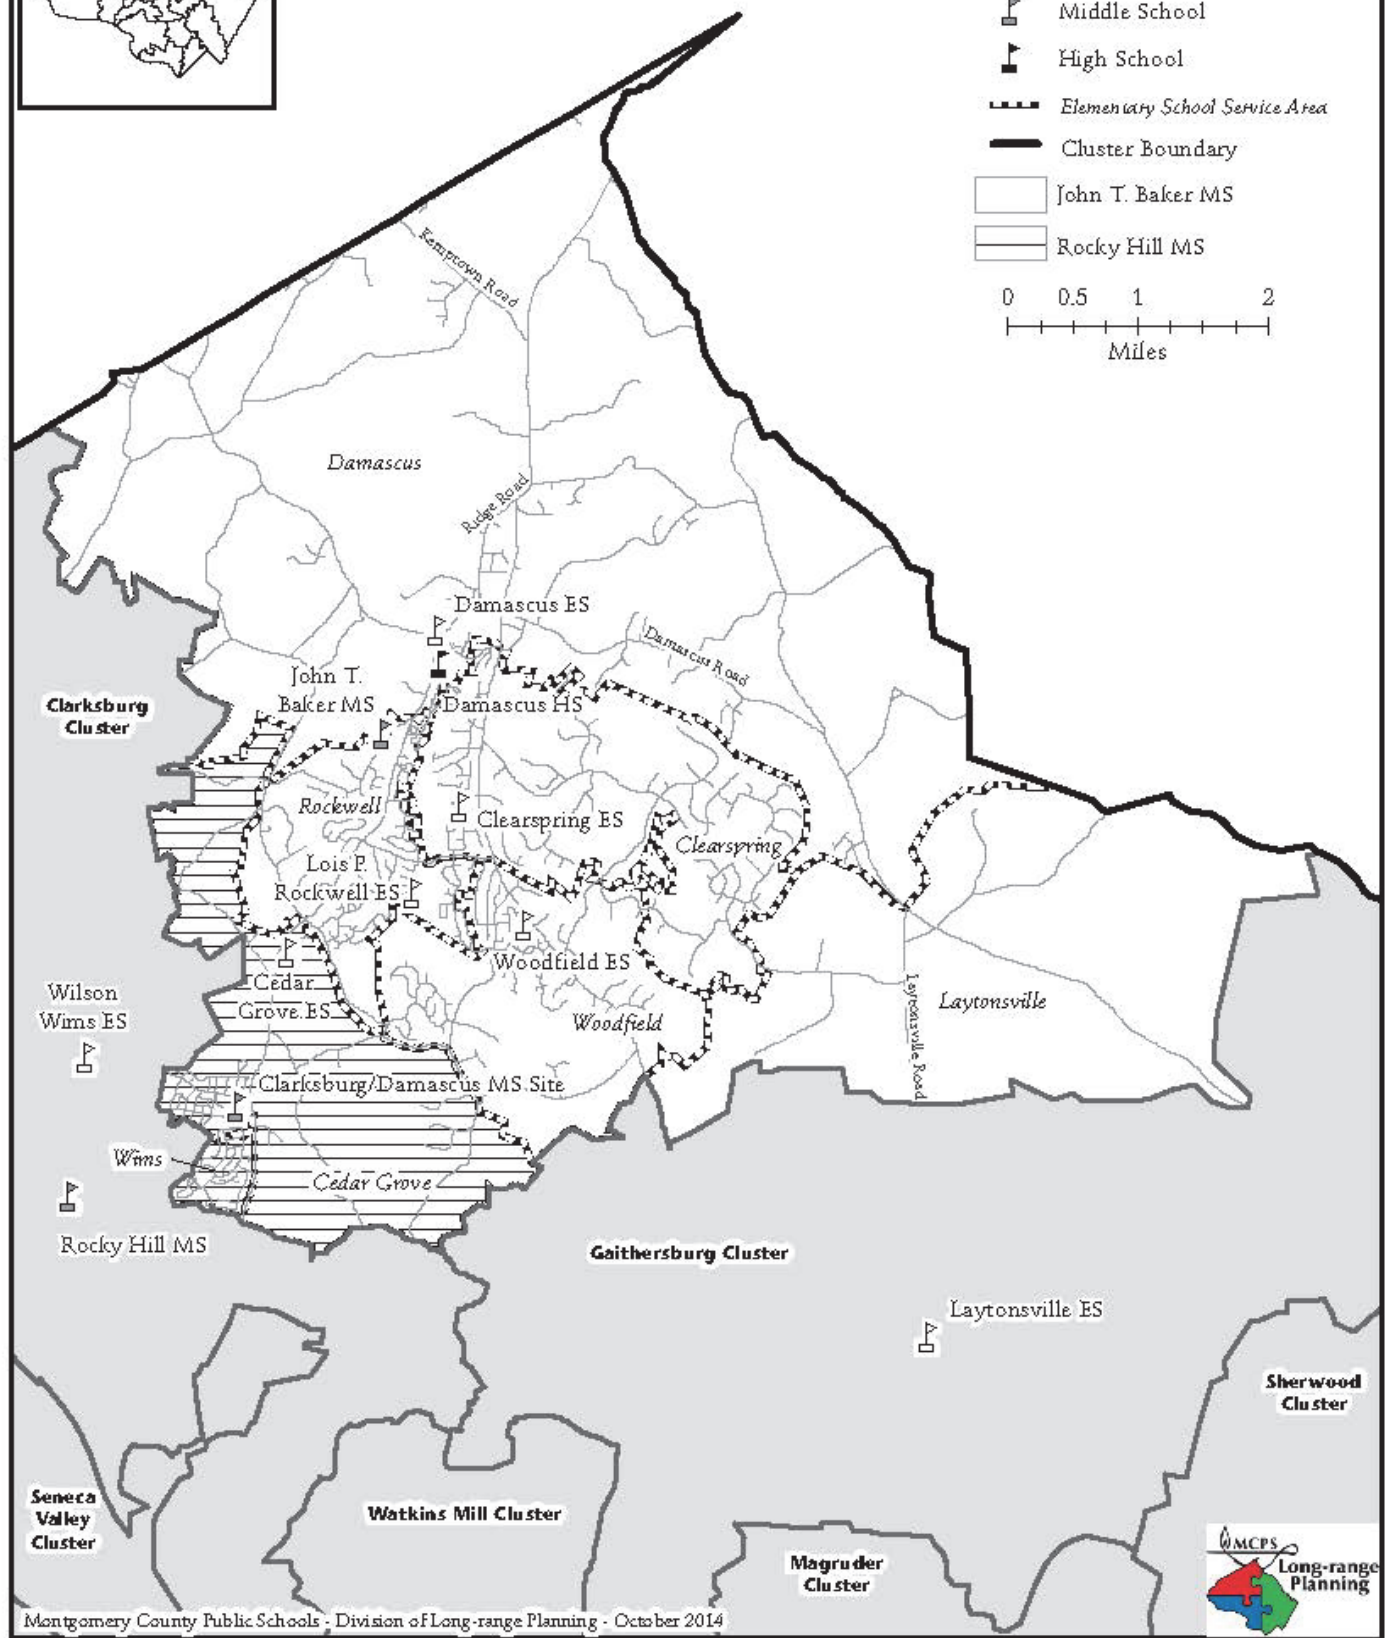 Middle School
High School
Elementary School Service Area
Cluster Boundary
John T. Baker MS
Rocky Hill MS
0 0.5 1 2
Miles
Kemptown Road
Damascus
Ridge Road
Damascus ES
Damascus Road
John T.
Baker MS
Damascus HS
Clarksburg
Cluster
Rockwell
Clearspring ES
Clearspring
Lois P.
Rockwell ES
Woodfield ES
Cedar
Grove ES
Wilson
Wims ES
Woodfield
Laytonsville
Laytonsville Road
Clarksburg/Damascus MS Site
Wims
Cedar Grove
Rocky Hill MS
Gaithersburg Cluster
Laytonsville ES
Sherwood
Cluster
Seneca
Valley
Cluster
Watkins Mill Cluster
Magruder
Cluster
MCPS
Long-range
Planning
Montgomery County Public Schools - Division of Long-range Planning - October 2014